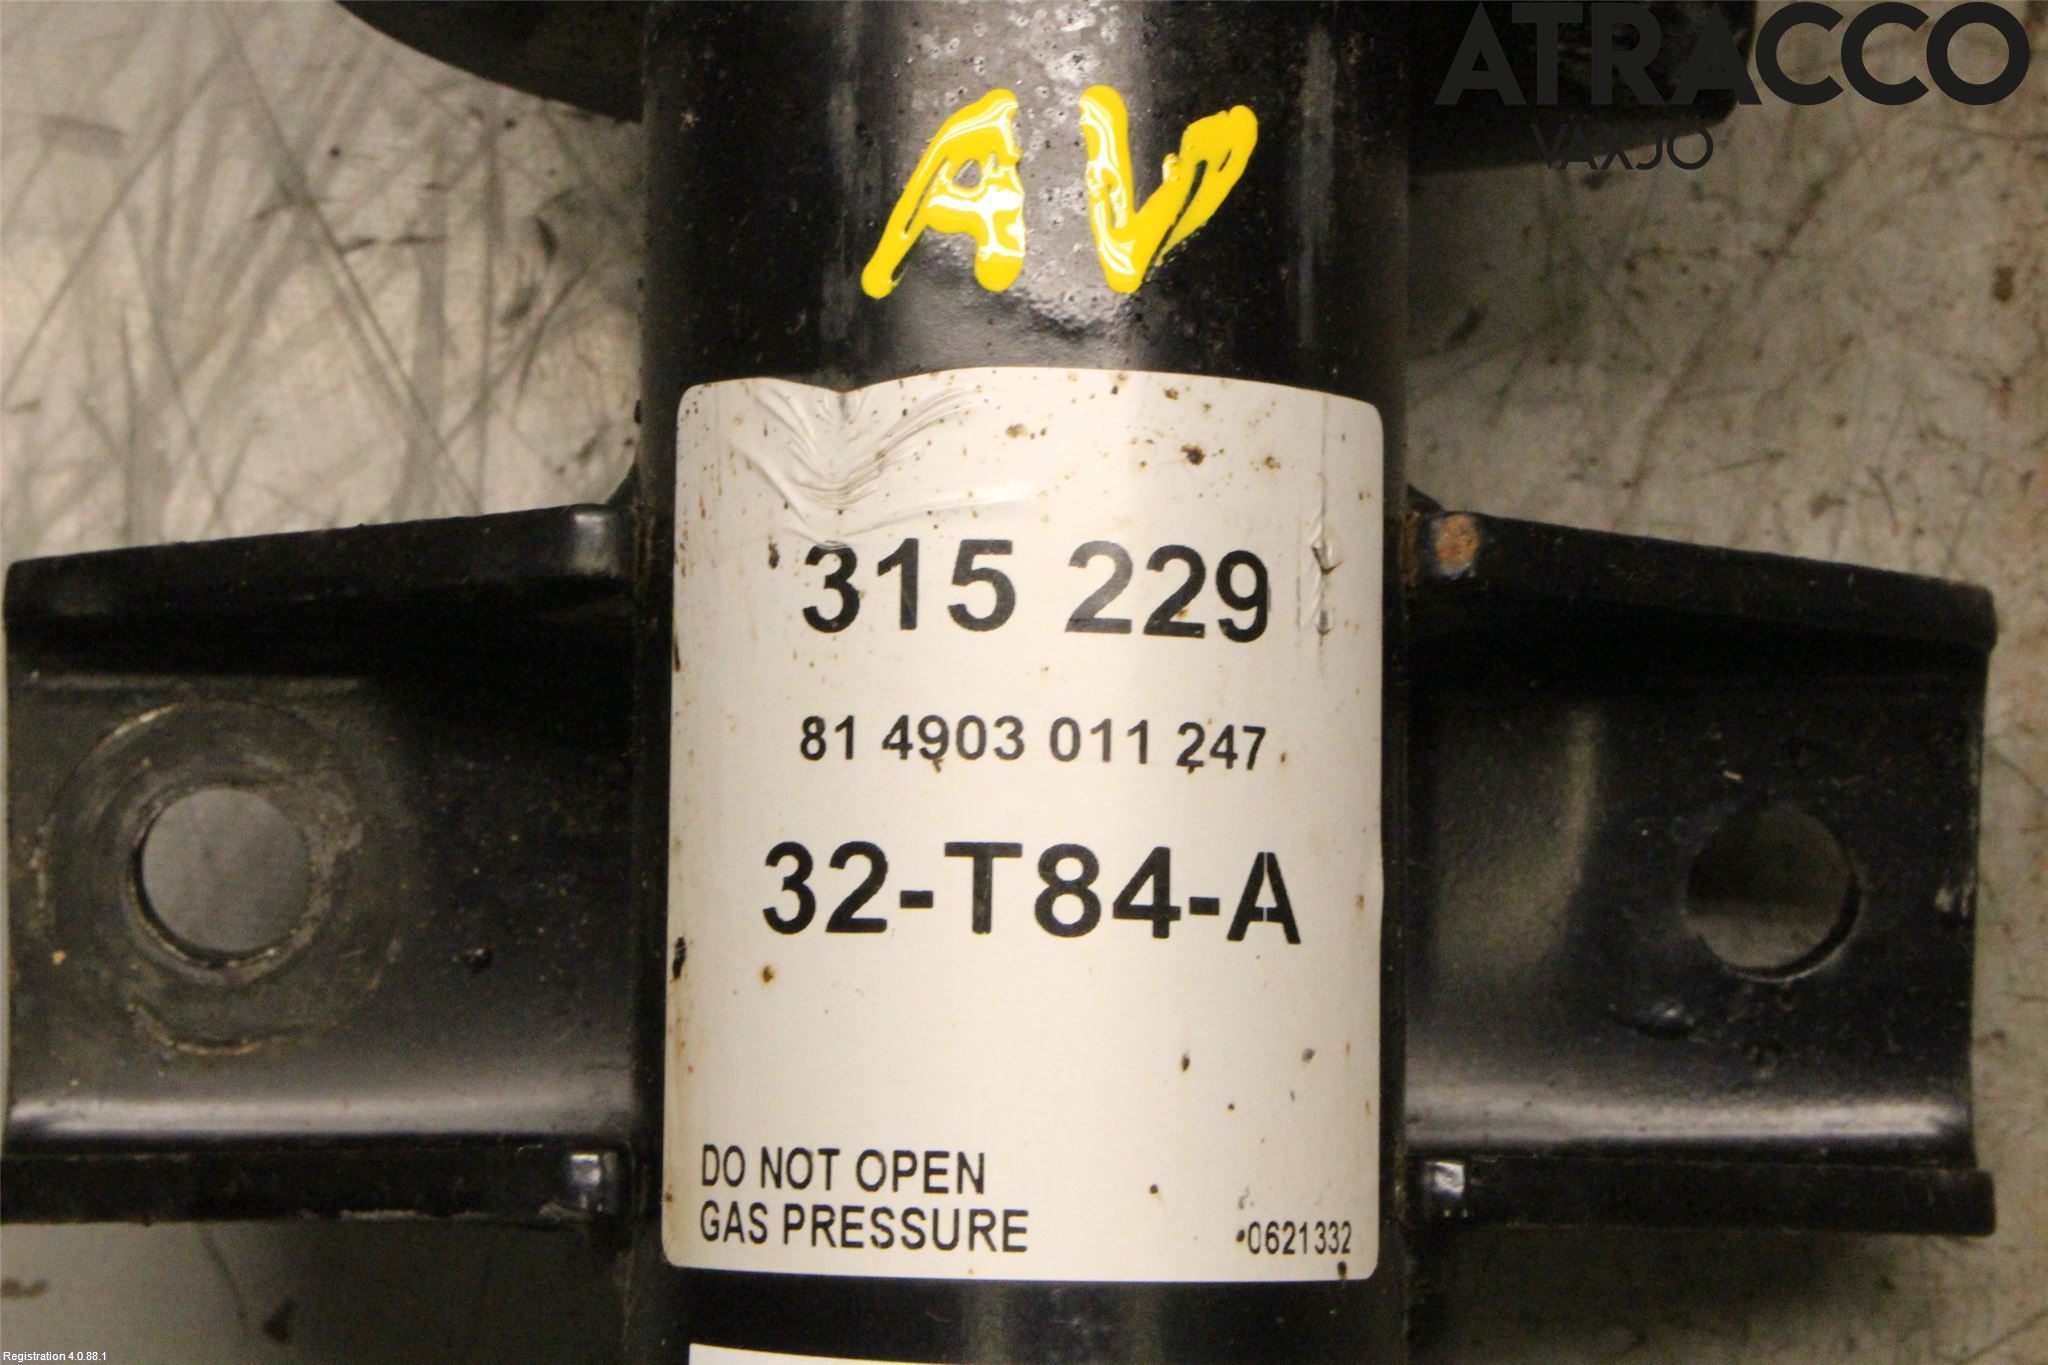 ATRACCO
VÄXJÖ
AV
315 229
81 4903 011 247
32-T84-A
DO NOT OPEN
GAS PRESSURE
0621332
Registration 4.0.88.1